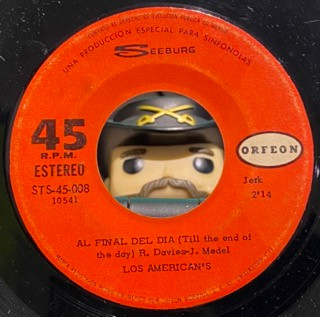 UNA PRODUCCION ESPECIAL PARA SINFONOLAS
SEEBURG
45
R.P.M.
ESTEREO
STS-45-008
10541
ORFEON
Jerk
2'14
AL FINAL DEL DIA (Till the end of
the day) R. Davies-J. Medel
LOS AMERICAN'S